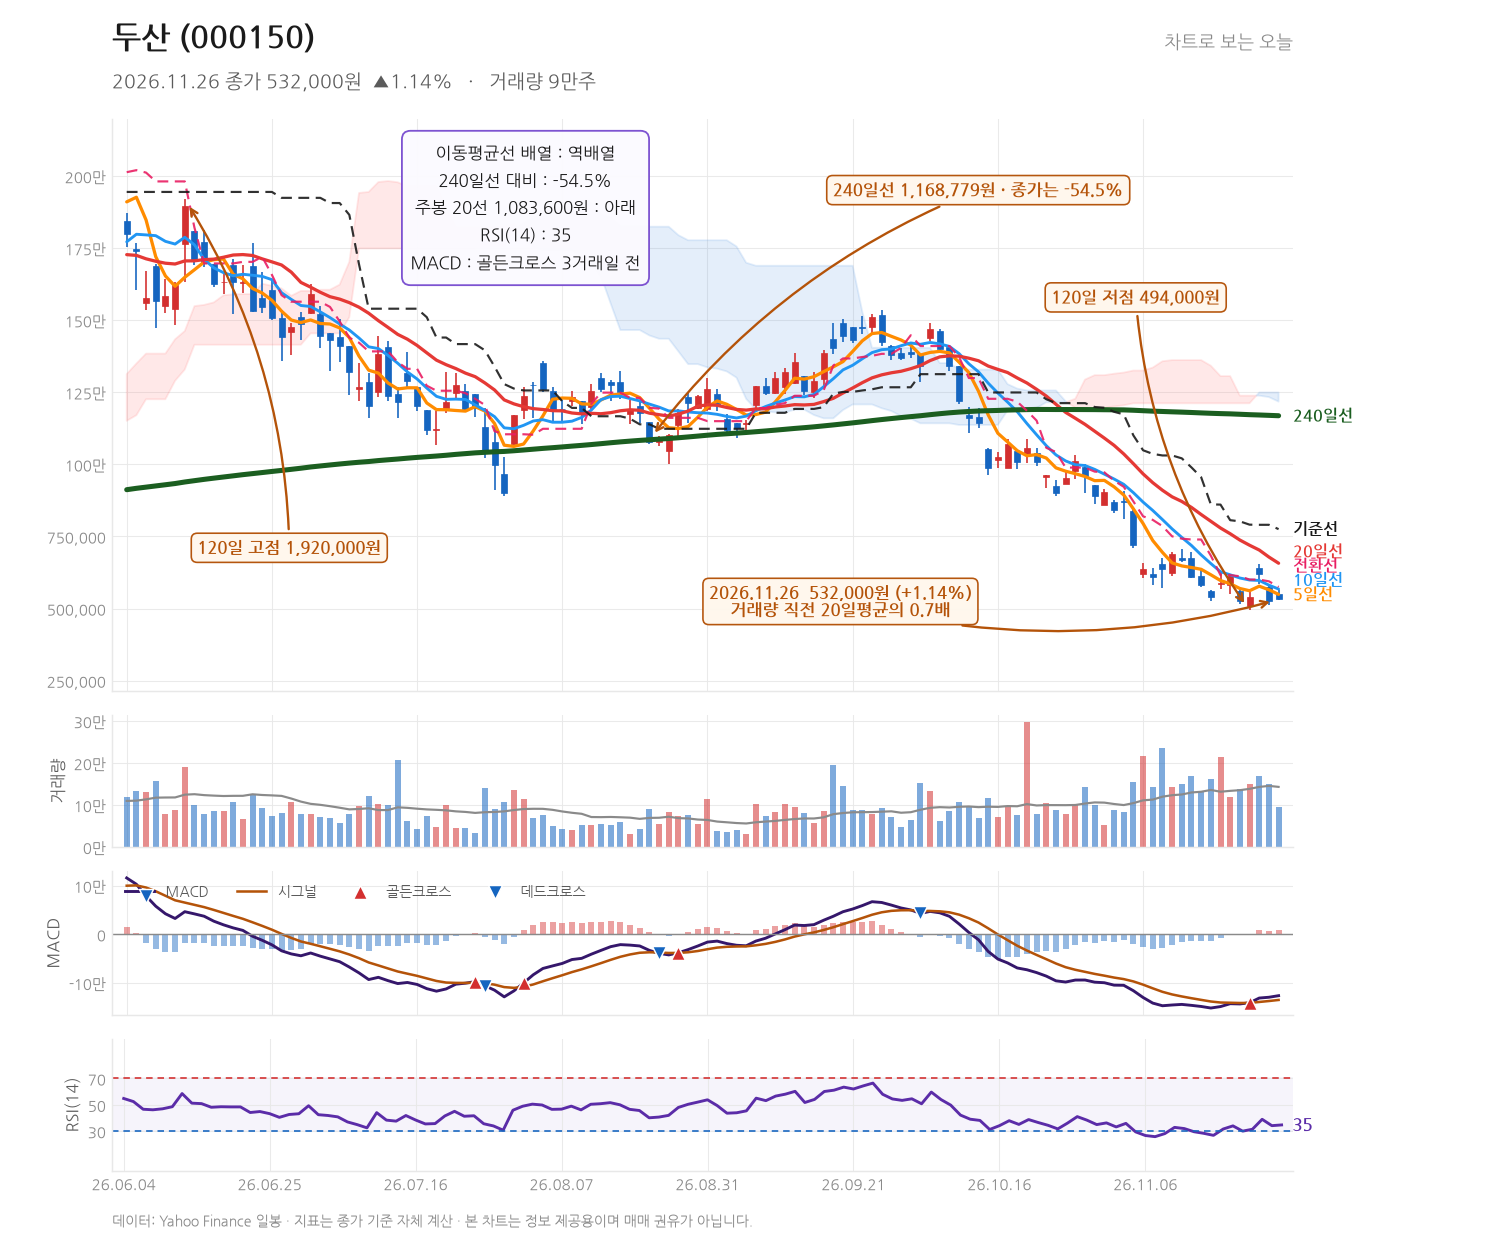 두산 (000150)
차트로 보는 오늘
2026.11.26 종가 532,000원 ▲1.14% · 거래량 9만주
이동평균선 배열 : 역배열
240일선 대비 : -54.5%
주봉 20선 1,083,600원 : 아래
RSI(14) : 35
MACD : 골든크로스 3거래일 전
240일선 1,168,779원 · 종가는 -54.5%
120일 저점 494,000원
120일 고점 1,920,000원
2026.11.26 532,000원 (+1.14%)
거래량 직전 20일평균의 0.7배
200만
175만
150만
125만
100만
750,000
500,000
250,000
240일선
기준선
20일선
전환선
10일선
5일선
거래량
30만
20만
10만
0만
MACD
10만
0
-10만
MACD
시그널
골든크로스
데드크로스
RSI(14)
70
50
30
35
26.06.04
26.06.25
26.07.16
26.08.07
26.08.31
26.09.21
26.10.16
26.11.06
데이터: Yahoo Finance 일봉 · 지표는 종가 기준 자체 계산 · 본 차트는 정보 제공용이며 매매 권유가 아닙니다.